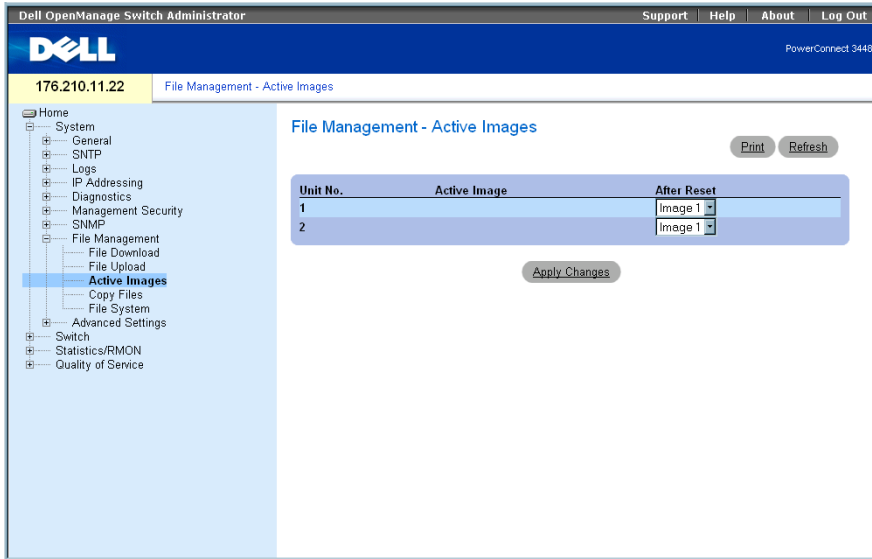 Dell OpenManage Switch Administrator
Support | Help | About | Log Out
DELL
PowerConnect 3448
176.210.11.22
File Management - Active Images
Home
System
General
SNTP
Logs
IP Addressing
Diagnostics
Management Security
SNMP
File Management
File Download
File Upload
Active Images
Copy Files
File System
Advanced Settings
Switch
Statistics/RMON
Quality of Service
File Management - Active Images
Print Refresh
Unit No. Active Image After Reset
1 Image 1
2 Image 1
Apply Changes